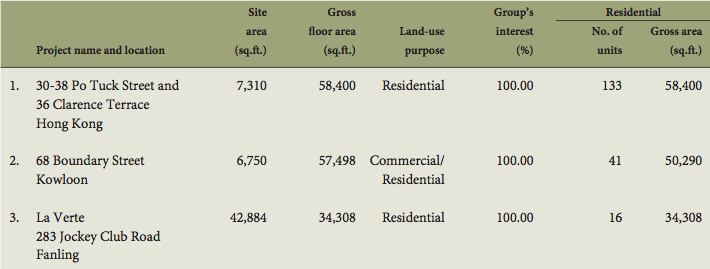 Site Gross Group's Residential
area floor area Land-use interest No. of Gross area
Project name and location (sq.ft.) (sq.ft.) purpose (%) units (sq.ft.)
1. 30-38 Po Tuck Street and 7,310 58,400 Residential 100.00 133 58,400
36 Clarence Terrace
Hong Kong
2. 68 Boundary Street 6,750 57,498 Commercial/ 100.00 41 50,290
Kowloon Residential
3. La Verte 42,884 34,308 Residential 100.00 16 34,308
283 Jockey Club Road
Fanling